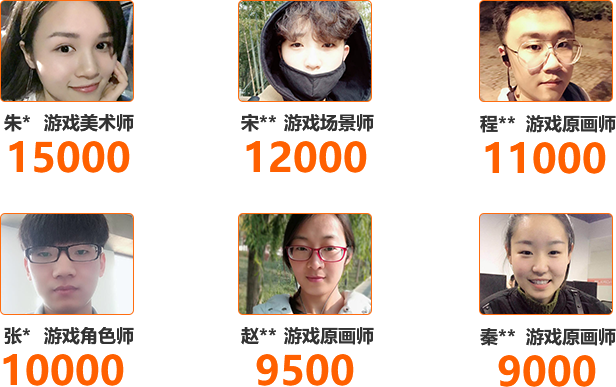 朱* 游戏美术师
15000
宋** 游戏场景师
12000
程** 游戏原画师
11000
张* 游戏角色师
10000
赵** 游戏原画师
9500
秦** 游戏原画师
9000